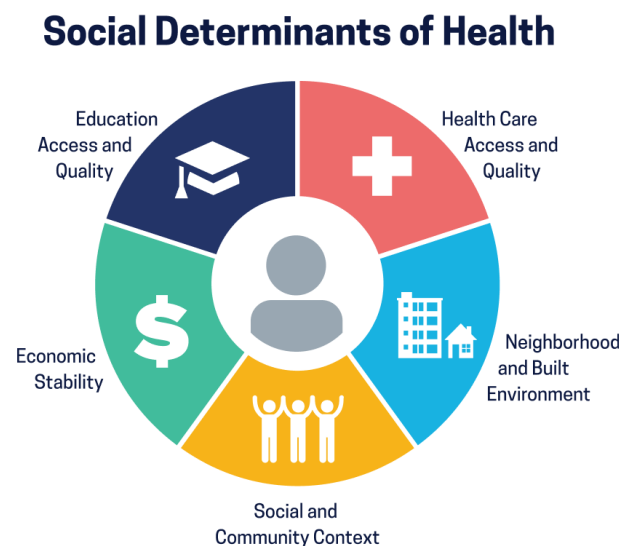 Social Determinants of Health
Education
Access and
Quality
Health Care
Access and
Quality
Economic
Stability
Neighborhood
and Built
Environment
Social and
Community Context